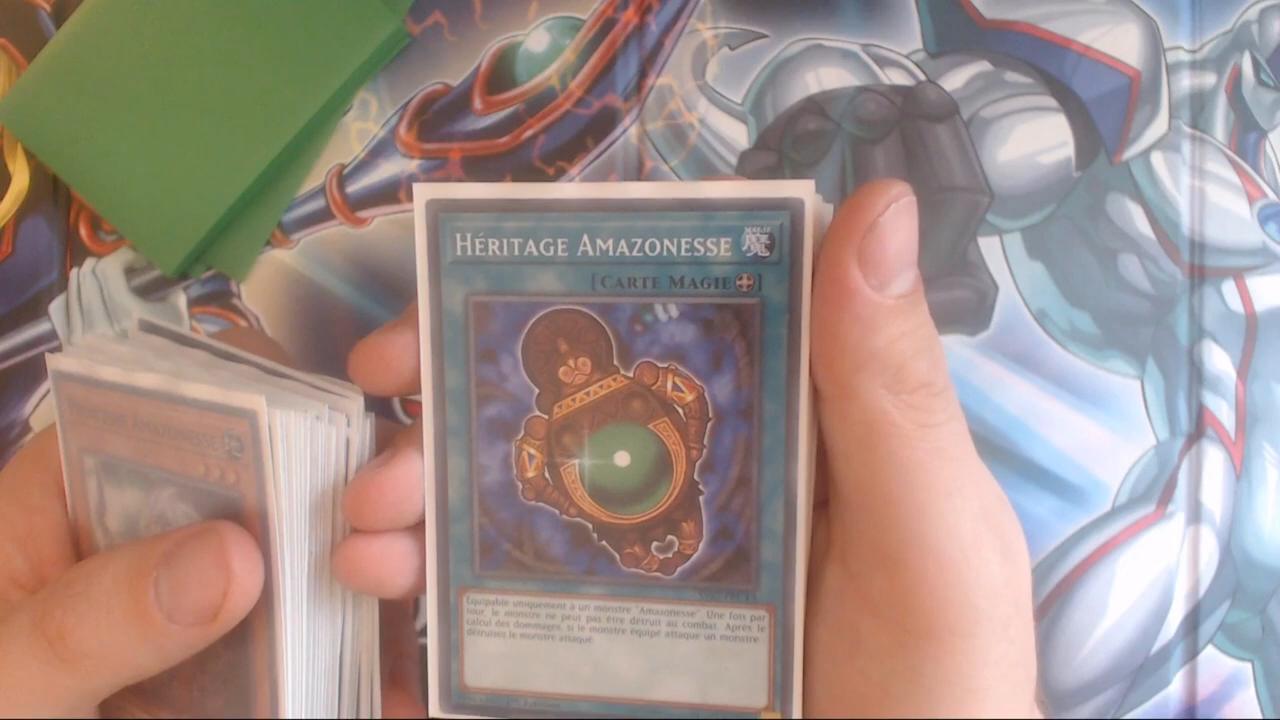 HÉRITAGE AMAZONESSE
MAGIE
魔
[CARTE MAGIE]
Équipable uniquement à un monstre "Amazonesse". Une fois par
tour, le monstre ne peut pas être détruit au combat. Après le
calcul des dommages, si le monstre équipé attaque un monstre
détruisez le monstre attaqué.
AMAZONESSE